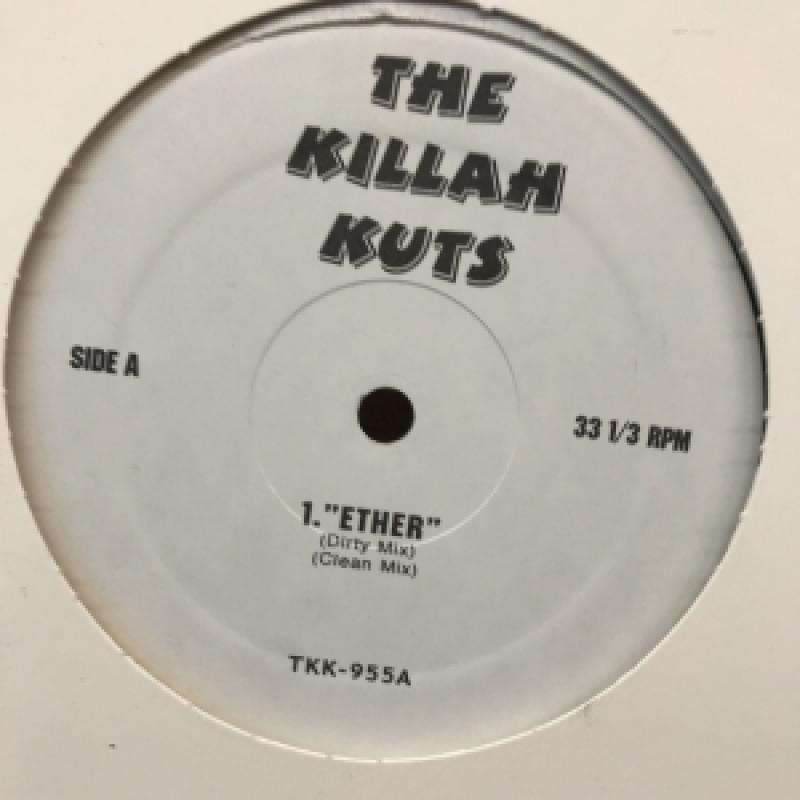 THE
KILLAH
KUTS
SIDE A
33 1/3 RPM
1. "ETHER"
(Dirty Mix)
(Clean Mix)
TKK-955A